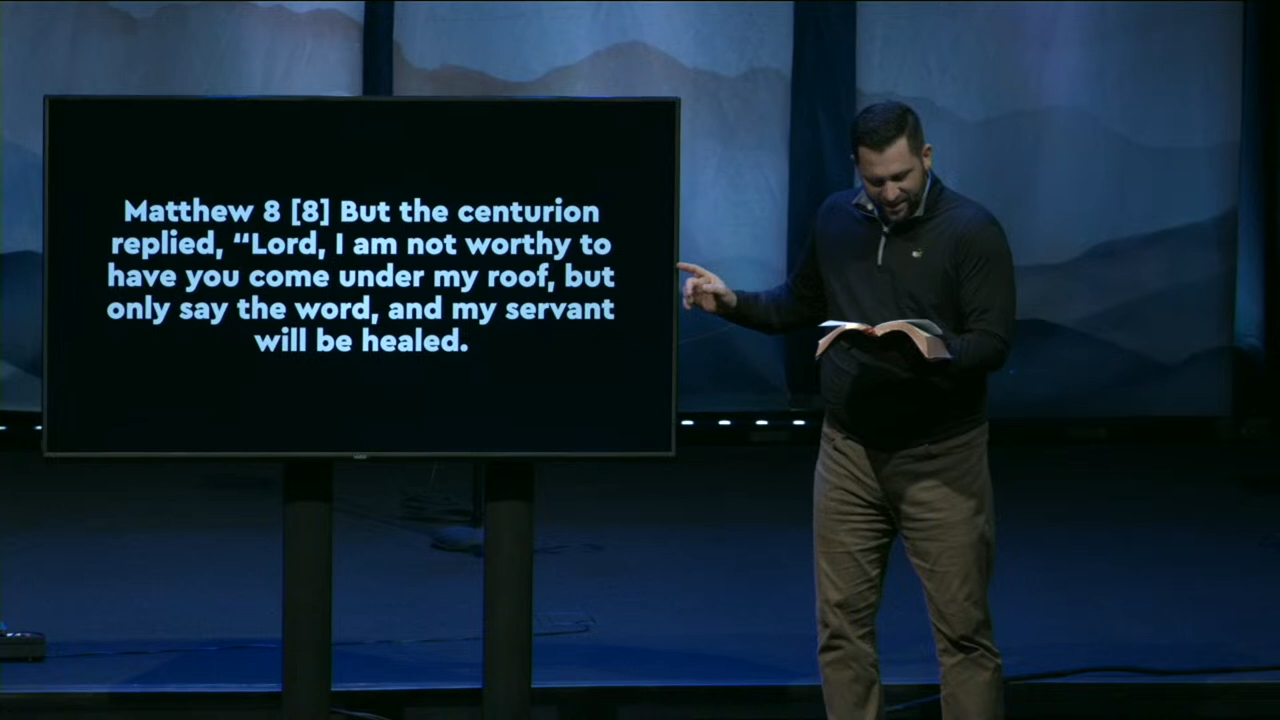 Matthew 8 [8] But the centurion
replied, “Lord, I am not worthy to
have you come under my roof, but
only say the word, and my servant
will be healed.